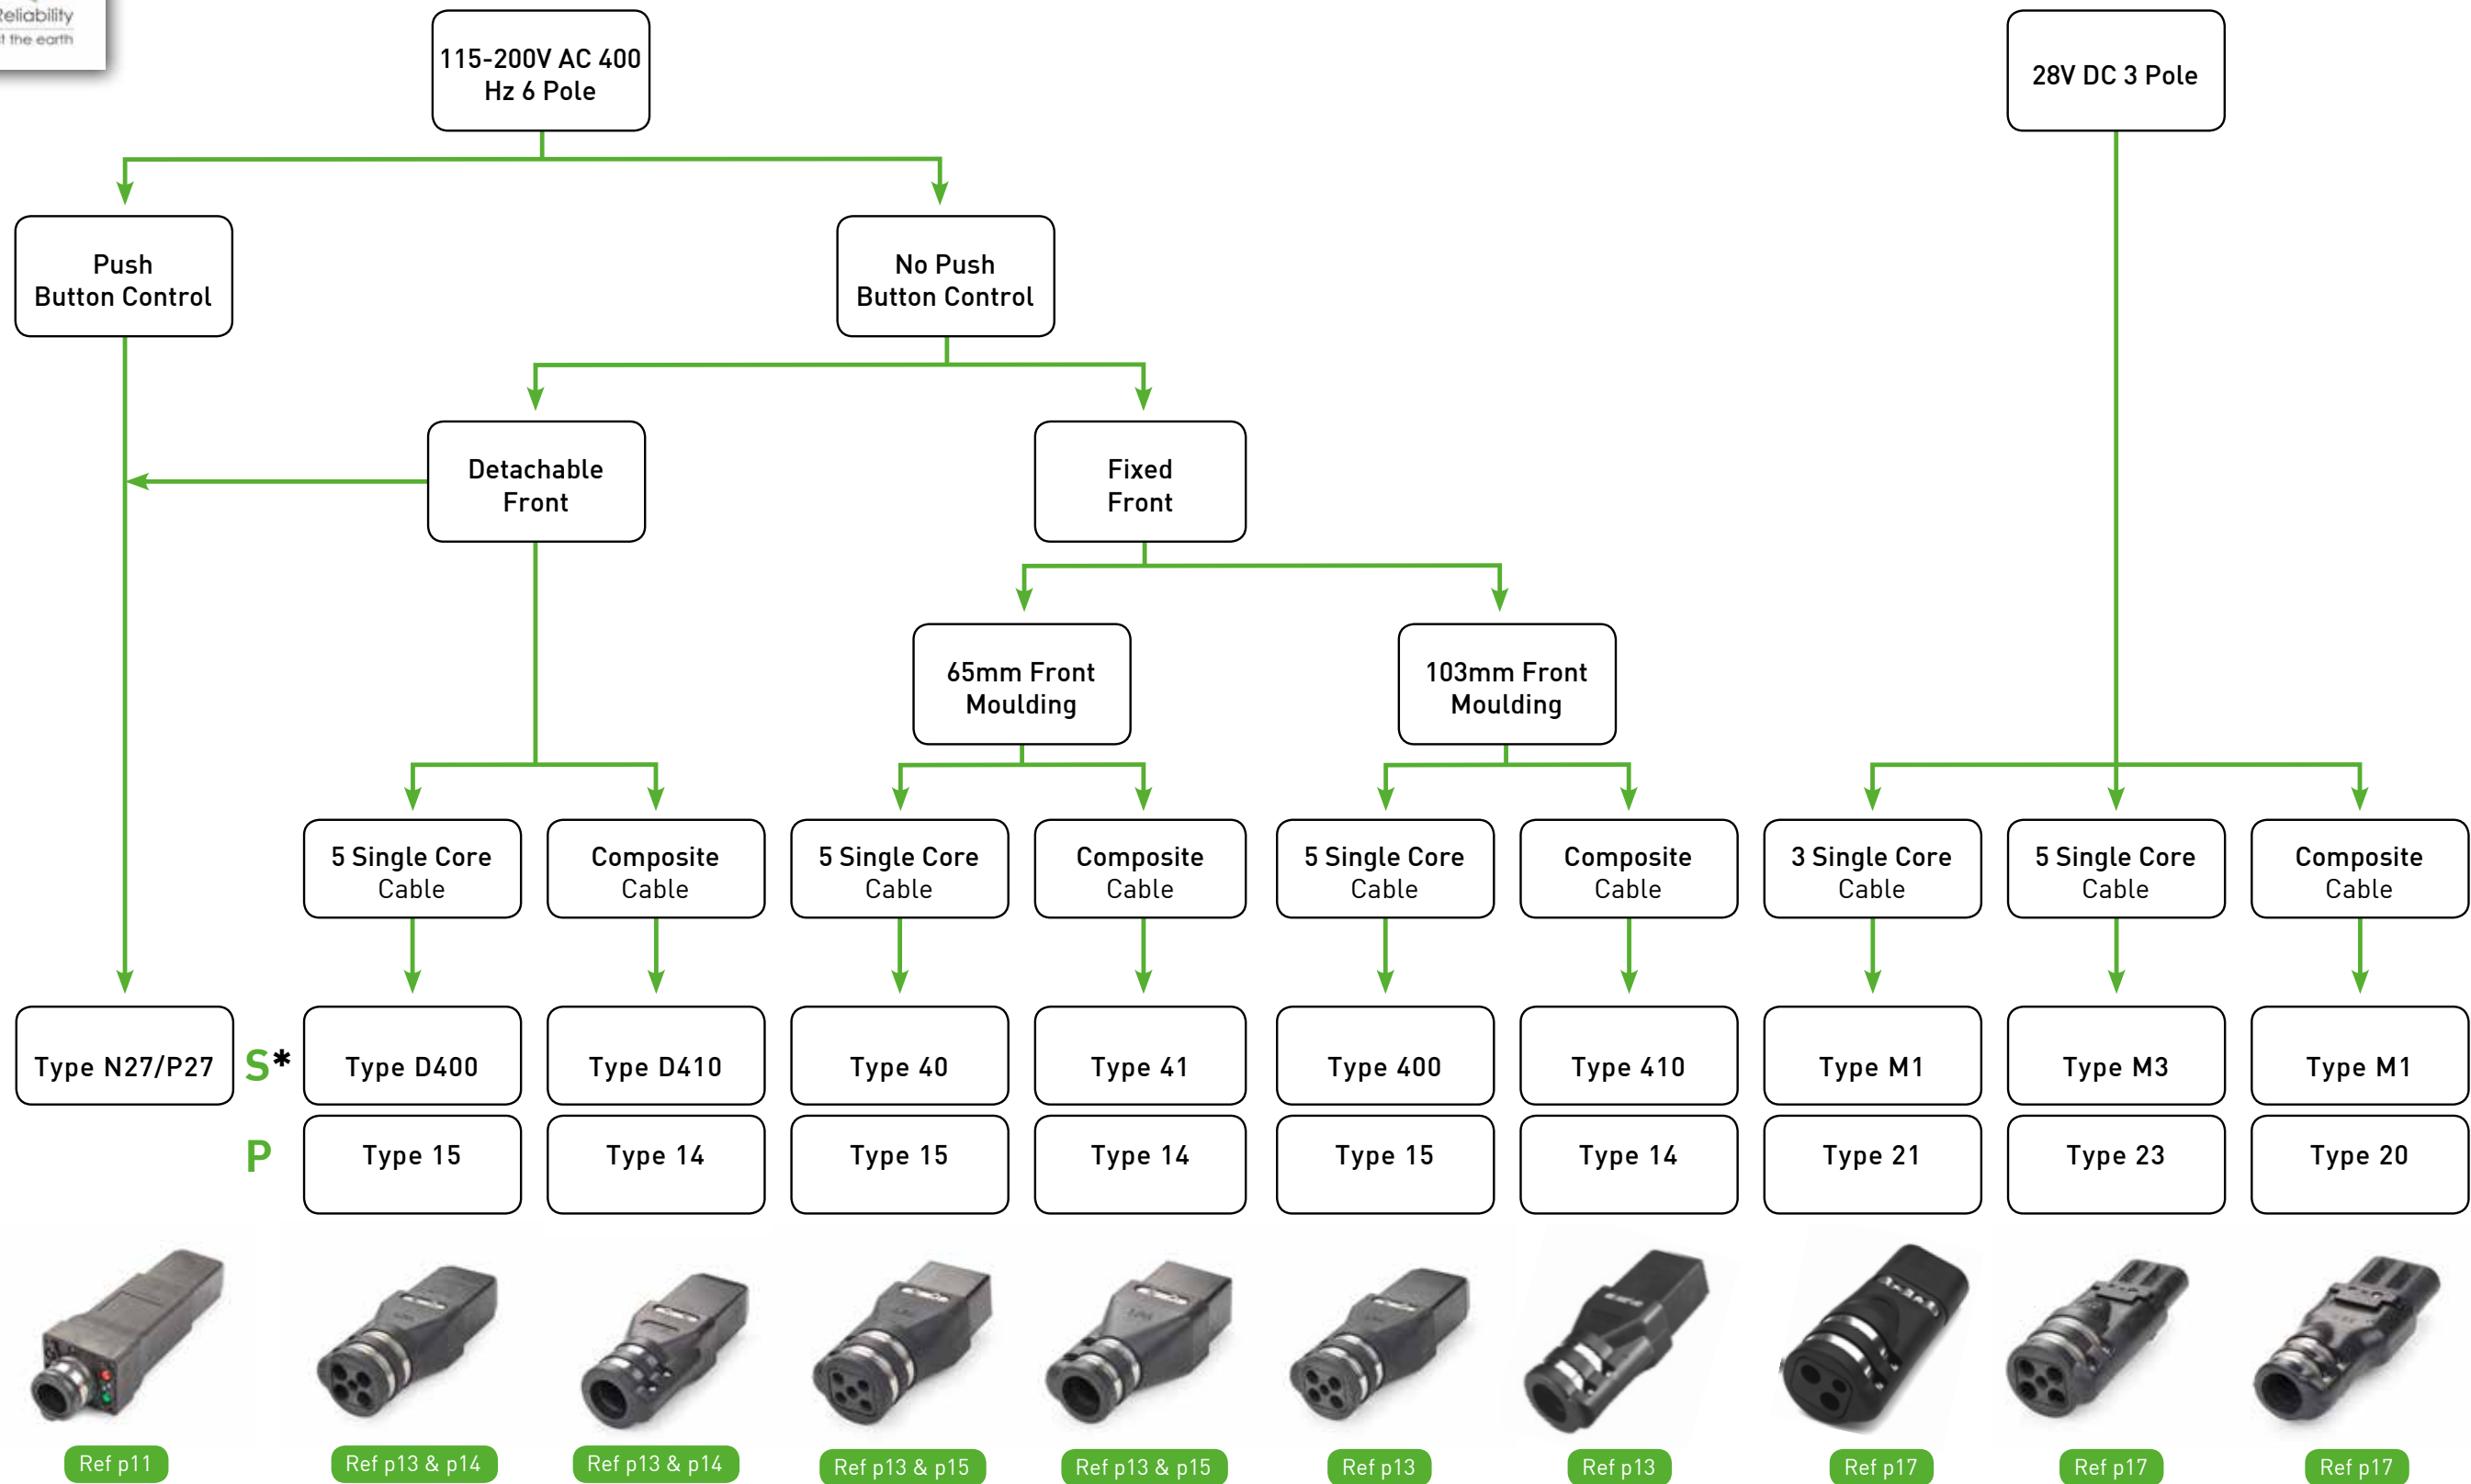 Reliability
t the earth
115-200V AC 400
Hz 6 Pole
28V DC 3 Pole
Push
Button Control
No Push
Button Control
Detachable
Front
Fixed
Front
65mm Front
Moulding
103mm Front
Moulding
5 Single Core
Cable
Composite
Cable
5 Single Core
Cable
Composite
Cable
5 Single Core
Cable
Composite
Cable
3 Single Core
Cable
5 Single Core
Cable
Composite
Cable
Type N27/P27
S*
Type D400
Type D410
Type 40
Type 41
Type 400
Type 410
Type M1
Type M3
Type M1
P
Type 15
Type 14
Type 15
Type 14
Type 15
Type 14
Type 21
Type 23
Type 20
Ref p11
Ref p13 & p14
Ref p13 & p14
Ref p13 & p15
Ref p13 & p15
Ref p13
Ref p13
Ref p17
Ref p17
Ref p17